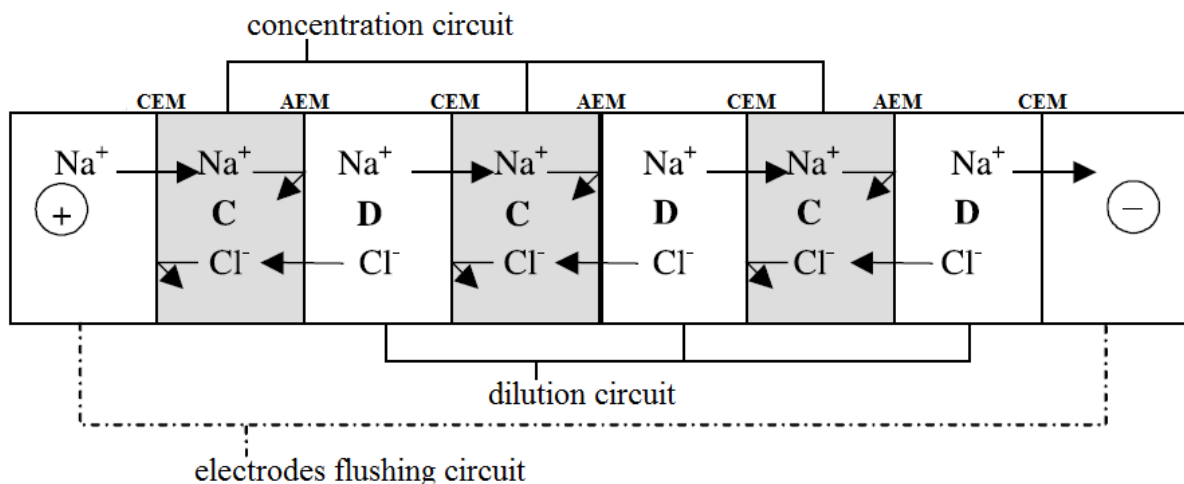 concentration circuit
CEM AEM CEM AEM CEM AEM CEM
Na⁺ Na⁺ Na⁺ Na⁺ Na⁺ Na⁺ Na⁺
+ C D C D C D −
Cl⁻ Cl⁻ Cl⁻ Cl⁻ Cl⁻ Cl⁻
dilution circuit
electrodes flushing circuit